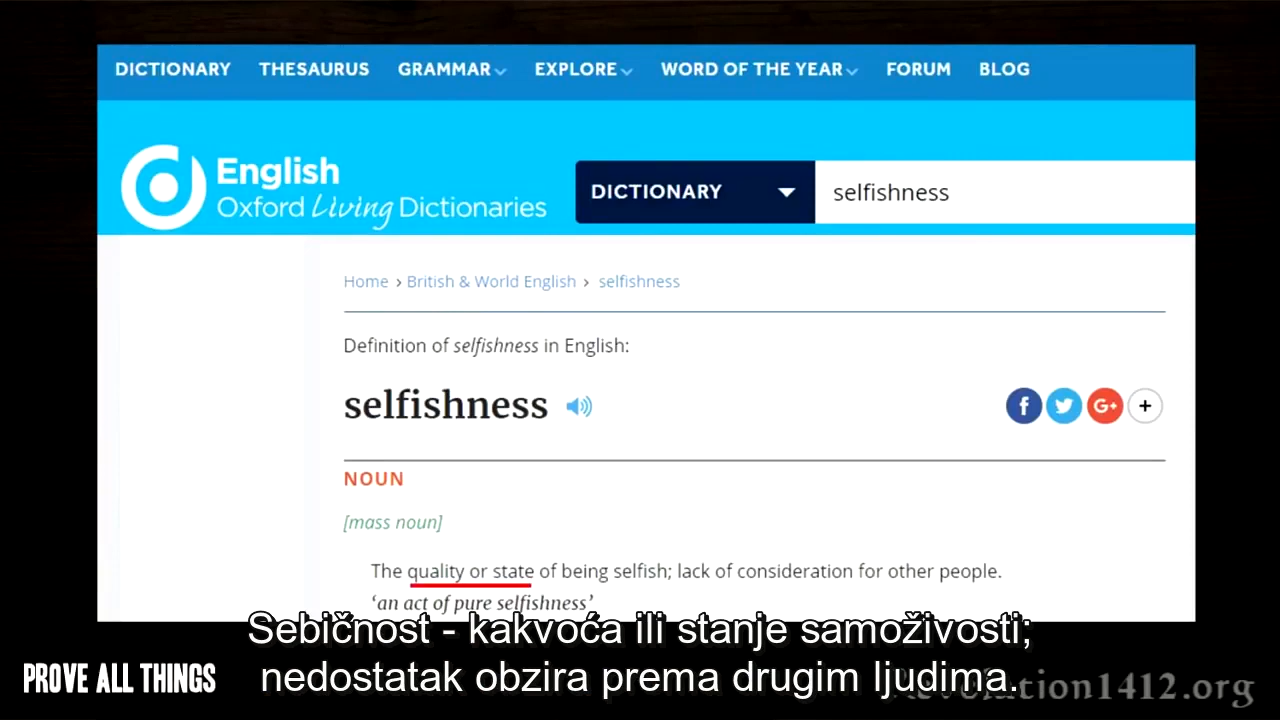 DICTIONARY THESAURUS GRAMMAR EXPLORE WORD OF THE YEAR FORUM BLOG
English
Oxford Living Dictionaries
DICTIONARY selfishness
Home › British & World English › selfishness
Definition of selfishness in English:
selfishness
f G+ +
NOUN
[mass noun]
The quality or state of being selfish; lack of consideration for other people.
‘an act of pure selfishness’
Sebičnost - kakvoća ili stanje samoživosti;
nedostatak obzira prema drugim ljudima.
PROVE ALL THINGS